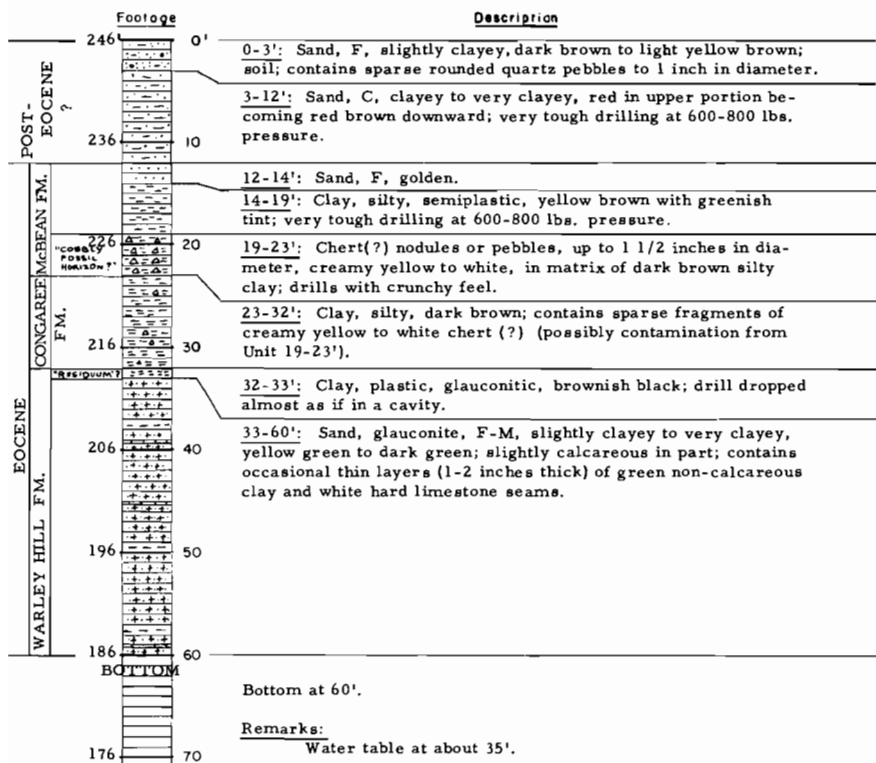 Footage
Description
246'
0'
0-3': Sand, F, slightly clayey, dark brown to light yellow brown;
soil; contains sparse rounded quartz pebbles to 1 inch in diameter.
POST-
EOCENE
?
3-12': Sand, C, clayey to very clayey, red in upper portion be-
coming red brown downward; very tough drilling at 600-800 lbs.
pressure.
236
10
12-14': Sand, F, golden.
14-19': Clay, silty, semiplastic, yellow brown with greenish
tint; very tough drilling at 600-800 lbs. pressure.
McBEAN FM.
226
20
FOSSIL
HORIZON?"
19-23': Chert(?) nodules or pebbles, up to 1 1/2 inches in dia-
meter, creamy yellow to white, in matrix of dark brown silty
clay; drills with crunchy feel.
CONGAREE
FM.
23-32': Clay, silty, dark brown; contains sparse fragments of
creamy yellow to white chert (?) (possibly contamination from
Unit 19-23').
216
30
"RESIDUUM"?
32-33': Clay, plastic, glauconitic, brownish black; drill dropped
almost as if in a cavity.
EOCENE
WARLEY HILL FM.
33-60': Sand, glauconite, F-M, slightly clayey to very clayey,
yellow green to dark green; slightly calcareous in part; contains
occasional thin layers (1-2 inches thick) of green non-calcareous
clay and white hard limestone seams.
206
40
196
50
186
60
BOTTOM
Bottom at 60'.
Remarks:
Water table at about 35'.
176
70